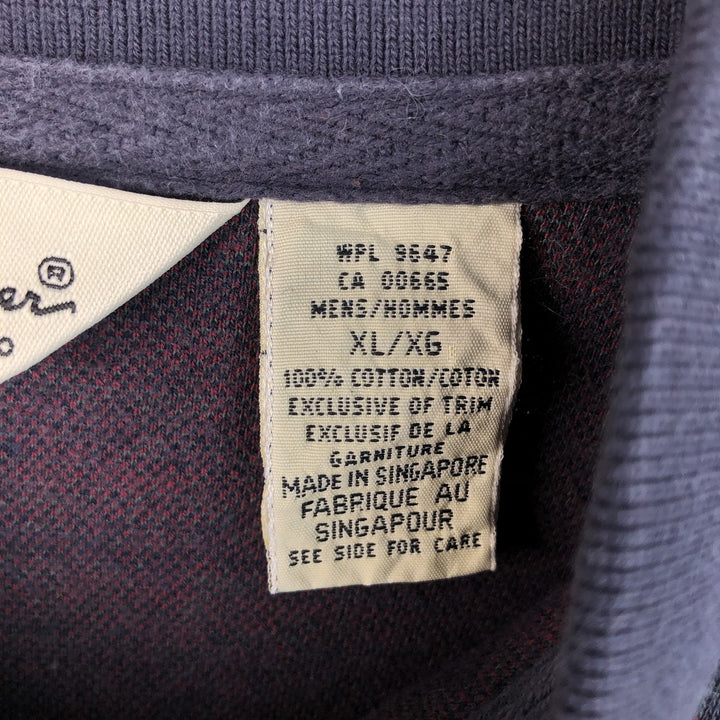 WPL 9647
CA 00665
MENS/HOMMES
XL/XG
100% COTTON/COTON
EXCLUSIVE OF TRIM
EXCLUSIF DE LA
GARNITURE
MADE IN SINGAPORE
FABRIQUE AU
SINGAPOUR
SEE SIDE FOR CARE